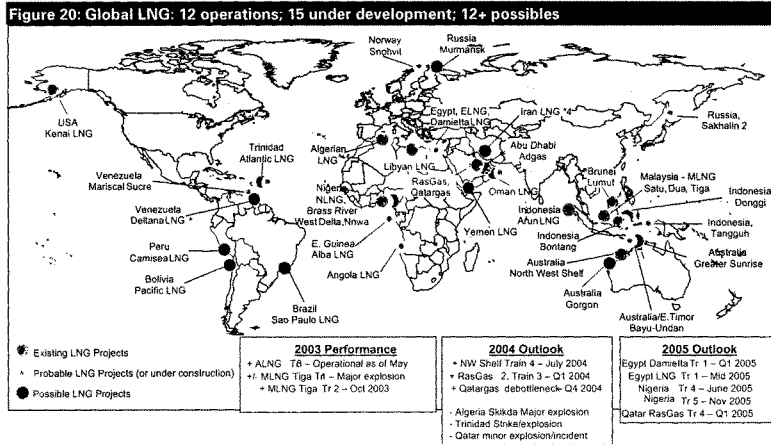 Figure 20: Global LNG: 12 operations; 15 under development; 12+ possibles
Norway
Snohvit
Russia
Murmansk
USA
Kenai LNG
Egypt, ELNG,
Damietta LNG
Iran LNG *4
Russia,
Sakhalin 2
Trinidad
Atlantic LNG
Algerian
LNG
Abu Dhabi
Adgas
Libyan LNG
Venezuela
Mariscal Sucre
RasGas,
Qatargas
Oman LNG
Brunei
Lumut
Malaysia - MLNG
Satu, Dua, Tiga
Indonesia
Donggi
Nigeria
NLNG,
Brass River
West Delta, Nnwa
Venezuela
Deltana LNG
Yemen LNG
Indonesia
Arun LNG
Indonesia,
Tangguh
Peru
Camisea LNG
E. Guinea
Alba LNG
Indonesia
Bontang
Australia
Greater Sunrise
Bolivia
Pacific LNG
Angola LNG
Australia
North West Shelf
Brazil
Sao Paulo LNG
Australia
Gorgon
Australia/E.Timor
Bayu-Undan
Existing LNG Projects
Probable LNG Projects (or under construction)
Possible LNG Projects
2003 Performance
+ ALNG T3 – Operational as of May
+/- MLNG Tiga Tr1 – Major explosion
+ MLNG Tiga Tr 2 – Oct 2003
2004 Outlook
+ NW Shelf Train 4 – July 2004
+ RasGas 2, Train 3 – Q1 2004
+ Qatargas debottleneck – Q4 2004
- Algeria Skikda Major explosion
- Trinidad Strike/explosion
- Qatar minor explosion/incident
2005 Outlook
Egypt Damietta Tr 1 – Q1 2005
Egypt LNG Tr 1 – Mid 2005
Nigeria Tr 4 – June 2005
Nigeria Tr 5 – Nov 2005
Qatar RasGas Tr 4 – Q1 2005